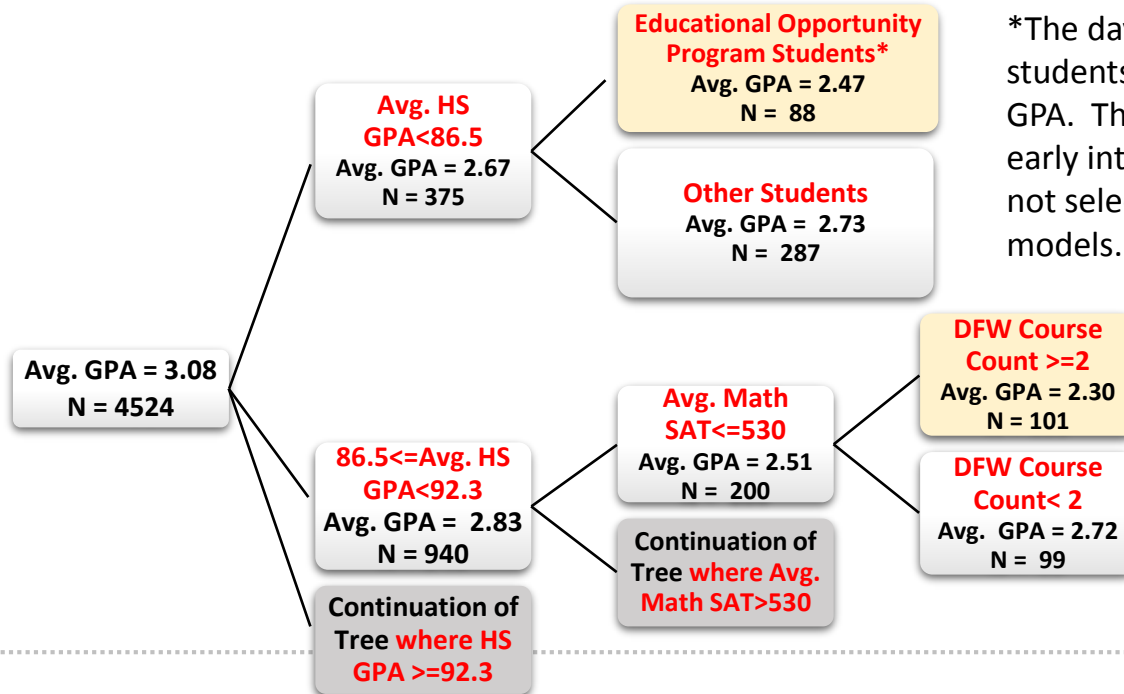 Educational Opportunity
Program Students*
Avg. GPA = 2.47
N = 88
*The
students
GPA.
early
not
models.
Avg. HS
GPA<86.5
Avg. GPA = 2.67
N = 375
Other Students
Avg. GPA = 2.73
N = 287
Avg. GPA = 3.08
N = 4524
86.5<=Avg. HS
GPA<92.3
Avg. GPA = 2.83
N = 940
Avg. Math
SAT<=530
Avg. GPA = 2.51
N = 200
DFW Course
Count >=2
Avg. GPA = 2.30
N = 101
DFW Course
Count< 2
Avg. GPA = 2.72
N = 99
Continuation of
Tree where Avg.
Math SAT>530
Continuation of
Tree where HS
GPA >=92.3